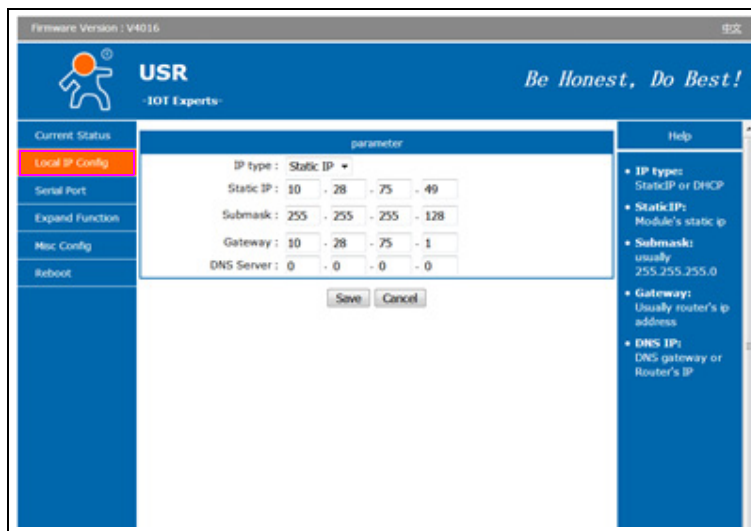 Firmware Version : V4016
中文
®
USR
-IOT Experts-
Be Honest, Do Best!
Current Status
Local IP Config
Serial Port
Expand Function
Misc Config
Reboot
parameter
IP type : Static IP
Static IP : 10 . 28 . 75 . 49
Submask : 255 . 255 . 255 . 128
Gateway : 10 . 28 . 75 . 1
DNS Server : 0 . 0 . 0 . 0
Save Cancel
Help
• IP type:
StaticIP or DHCP
• StaticIP:
Module's static ip
• Submask:
usually
255.255.255.0
• Gateway:
Usually router's ip
address
• DNS IP:
DNS gateway or
Router's IP